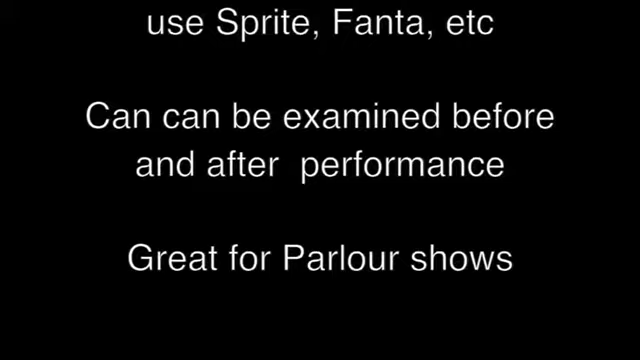 use Sprite, Fanta, etc
Can can be examined before
and after performance
Great for Parlour shows